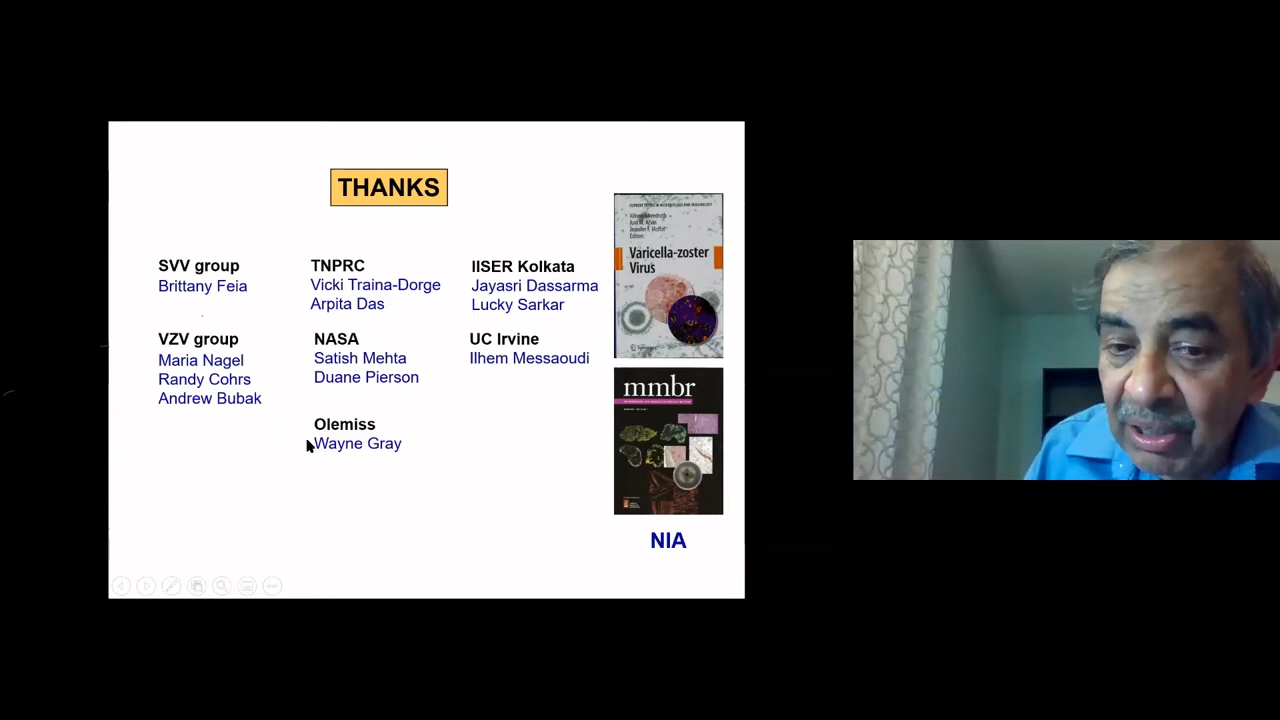 THANKS
SVV group
Brittany Feia
VZV group
Maria Nagel
Randy Cohrs
Andrew Bubak
TNPRC
Vicki Traina-Dorge
Arpita Das
NASA
Satish Mehta
Duane Pierson
Olemiss
Wayne Gray
IISER Kolkata
Jayasri Dassarma
Lucky Sarkar
UC Irvine
Ilhem Messaoudi
Editors
Varicella-zoster
Virus
Springer
mmbr
NIA